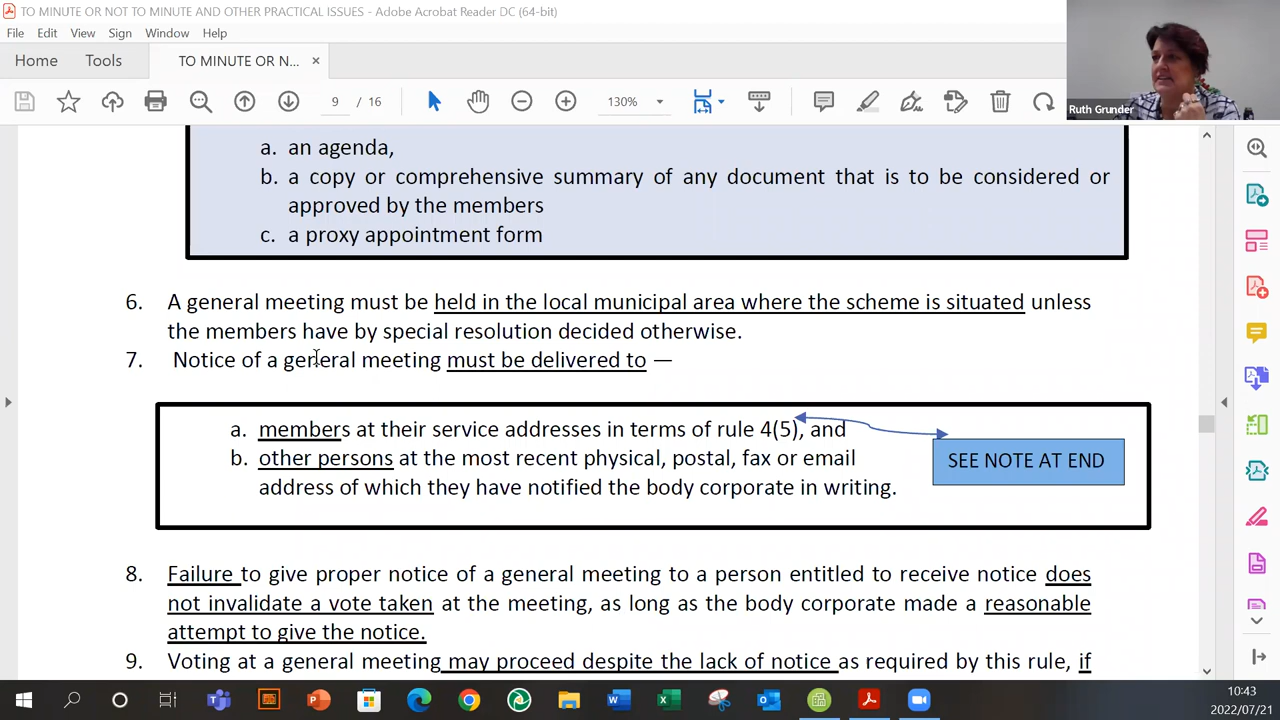 TO MINUTE OR NOT TO MINUTE AND OTHER PRACTICAL ISSUES - Adobe Acrobat Reader DC (64-bit)
File Edit View Sign Window Help
Home Tools TO MINUTE OR N... ×
9 / 16 130%
Ruth Grunder
a. an agenda,
b. a copy or comprehensive summary of any document that is to be considered or
approved by the members
c. a proxy appointment form
6. A general meeting must be held in the local municipal area where the scheme is situated unless
the members have by special resolution decided otherwise.
7. Notice of a general meeting must be delivered to —
a. members at their service addresses in terms of rule 4(5), and
b. other persons at the most recent physical, postal, fax or email
address of which they have notified the body corporate in writing.
SEE NOTE AT END
8. Failure to give proper notice of a general meeting to a person entitled to receive notice does
not invalidate a vote taken at the meeting, as long as the body corporate made a reasonable
attempt to give the notice.
9. Voting at a general meeting may proceed despite the lack of notice as required by this rule, if
10:43
2022/07/21